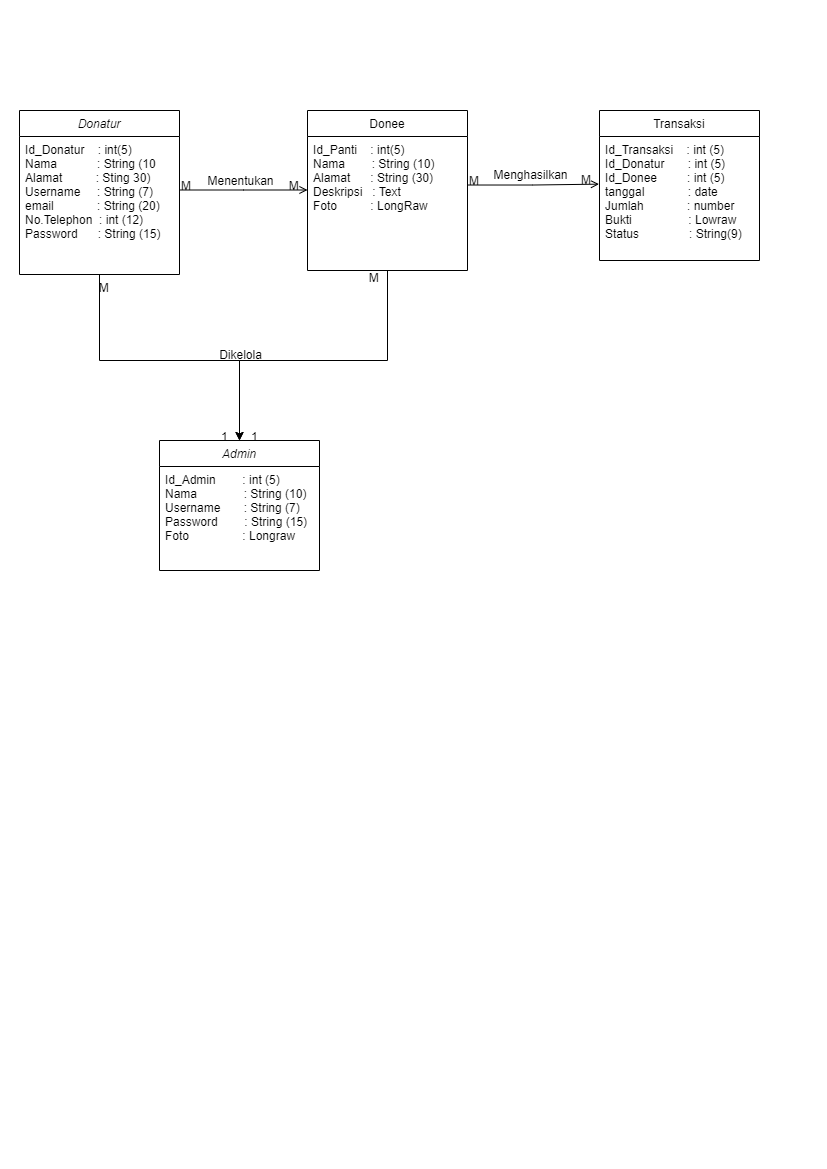 Donatur
Id_Donatur : int(5)
Nama : String (10
Alamat : Sting 30)
Username : String (7)
email : String (20)
No.Telephon : int (12)
Password : String (15)
M
Menentukan
M
Donee
Id_Panti : int(5)
Nama : String (10)
Alamat : String (30)
Deskripsi : Text
Foto : LongRaw
M
Menghasilkan
M
Transaksi
Id_Transaksi : int (5)
Id_Donatur : int (5)
Id_Donee : int (5)
tanggal : date
Jumlah : number
Bukti : Lowraw
Status : String(9)
M
M
Dikelola
1
1
Admin
Id_Admin : int (5)
Nama : String (10)
Username : String (7)
Password : String (15)
Foto : Longraw